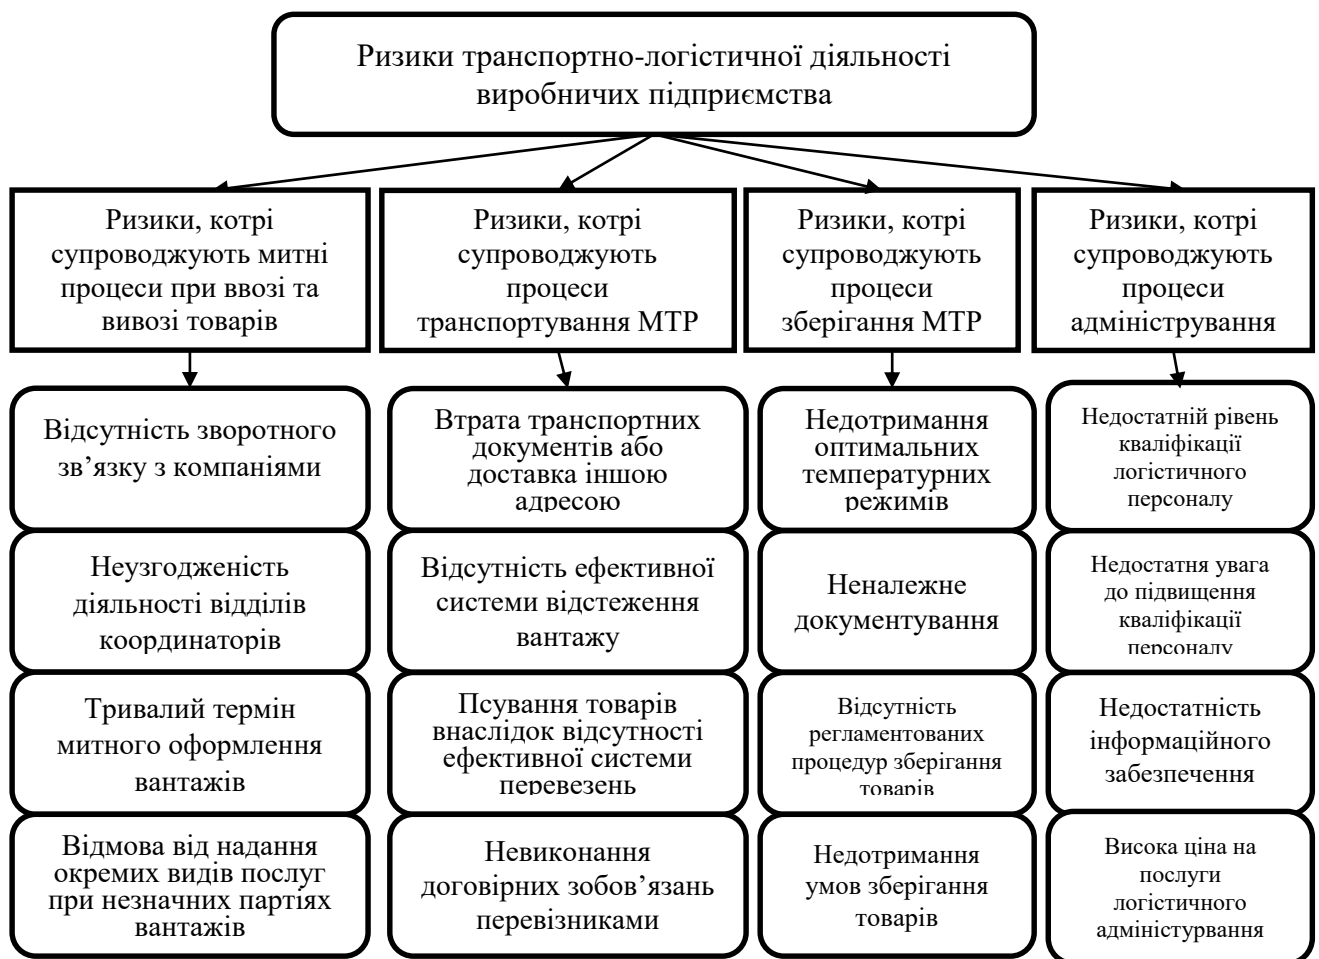 Ризики транспортно-логістичної діяльності
виробничих підприємства
Ризики, котрі
супроводжують митні
процеси при ввозі та
вивозі товарів
Ризики, котрі
супроводжують
процеси
транспортування МТР
Ризики, котрі
супроводжують
процеси
зберігання МТР
Ризики, котрі
супроводжують
процеси
адміністрування
Відсутність зворотного
зв’язку з компаніями
Неузгодженість
діяльності відділів
координаторів
Тривалий термін
митного оформлення
вантажів
Відмова від надання
окремих видів послуг
при незначних партіях
вантажів
Втрата транспортних
документів або
доставка іншою
адресою
Відсутність ефективної
системи відстеження
вантажу
Псування товарів
внаслідок відсутності
ефективної системи
перевезень
Невиконання
договірних зобов’язань
перевізниками
Недотримання
оптимальних
температурних
режимів
Неналежне
документування
Відсутність
регламентованих
процедур зберігання
товарів
Недотримання
умов зберігання
товарів
Недостатній рівень
кваліфікації
логістичного
персоналу
Недостатня увага
до підвищення
кваліфікації
персоналу
Недостатність
інформаційного
забезпечення
Висока ціна на
послуги
логістичного
адміністурвання